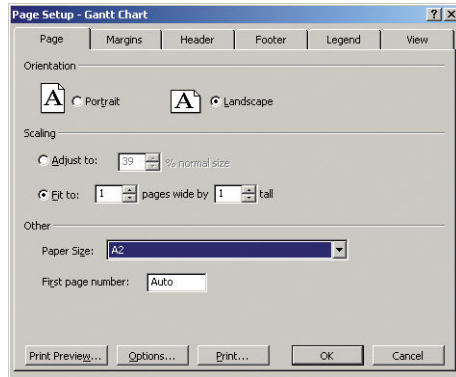 Page Setup - Gantt Chart
Page Margins Header Footer Legend View
Orientation
A Portrait A Landscape
Scaling
Adjust to: 39 % normal size
Fit to: 1 pages wide by 1 tall
Other
Paper Size: A2
First page number: Auto
Print Preview... Options... Print... OK Cancel